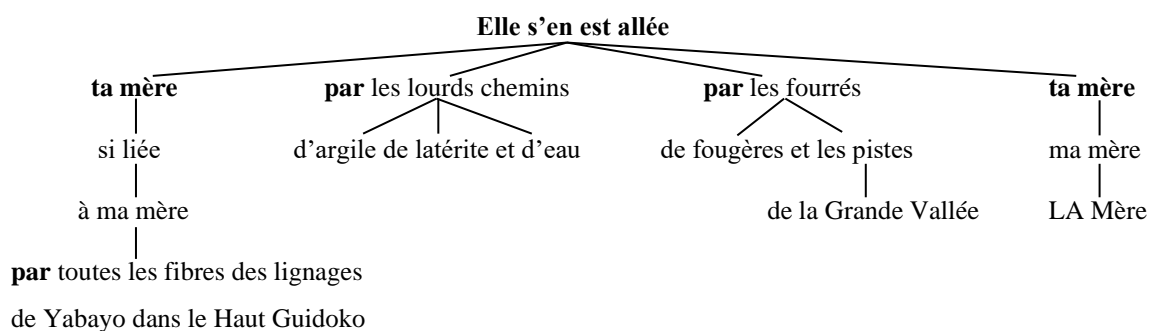 Elle s’en est allée
ta mère par les lourds chemins par les fourrés ta mère
si liée d’argile de latérite et d’eau de fougères et les pistes ma mère
à ma mère de la Grande Vallée LA Mère
par toutes les fibres des lignages
de Yabayo dans le Haut Guidoko